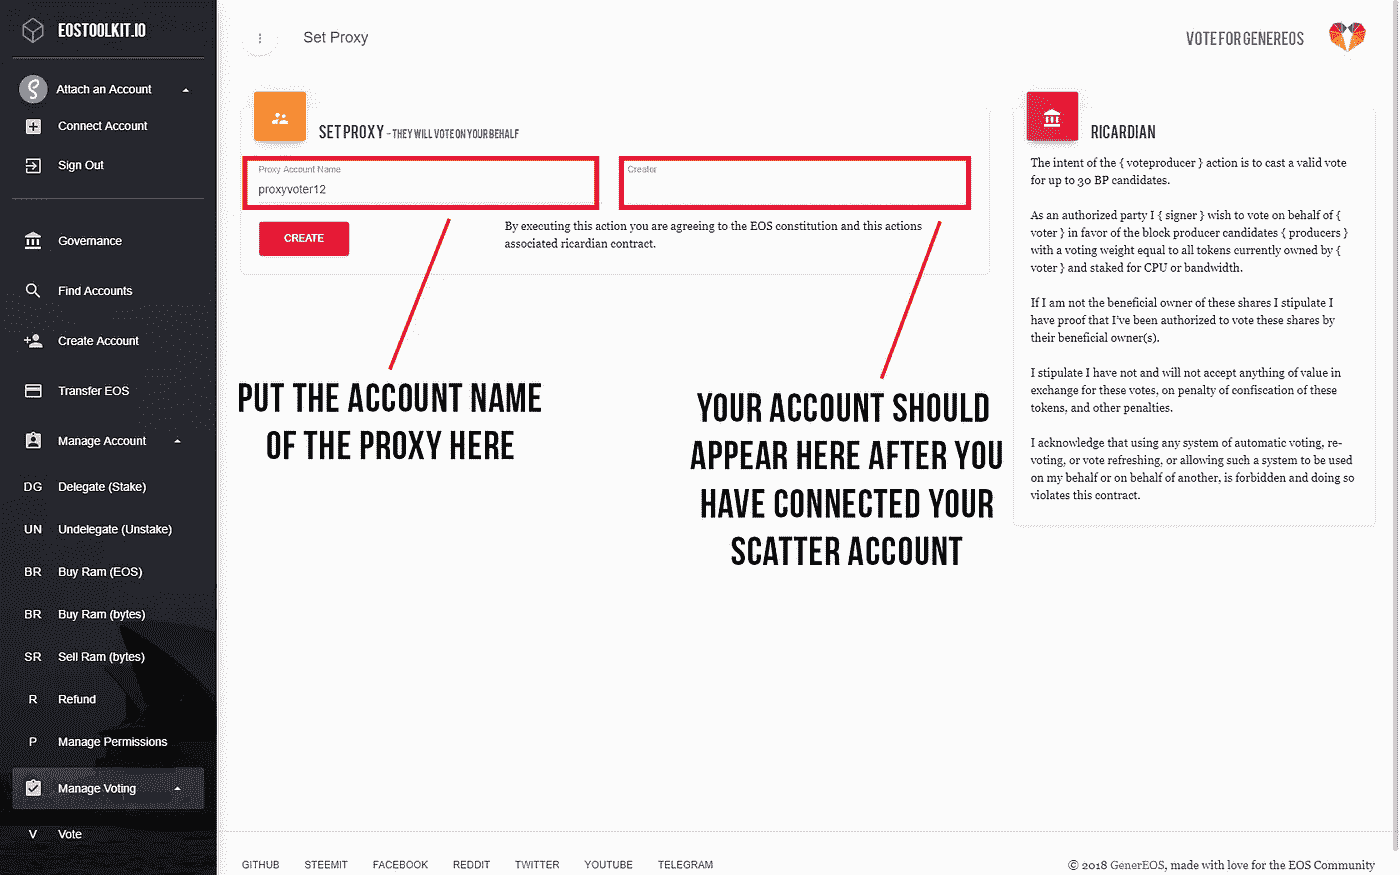 EOSTOOLKIT.IO
Attach an Account
Connect Account
Sign Out
Governance
Find Accounts
Create Account
Transfer EOS
Manage Account
DG Delegate (Stake)
UN Undelegate (Unstake)
BR Buy Ram (EOS)
BR Buy Ram (bytes)
SR Sell Ram (bytes)
R Refund
P Manage Permissions
Manage Voting
V Vote
Set Proxy
VOTE FOR GENEREOS
SET PROXY - THEY WILL VOTE ON YOUR BEHALF
Proxy Account Name
proxyvoter12
Creator
CREATE
By executing this action you are agreeing to the EOS constitution and this actions
associated ricardian contract.
PUT THE ACCOUNT NAME
OF THE PROXY HERE
YOUR ACCOUNT SHOULD
APPEAR HERE AFTER YOU
HAVE CONNECTED YOUR
SCATTER ACCOUNT
RICARDIAN
The intent of the { voteproducer } action is to cast a valid vote
for up to 30 BP candidates.
As an authorized party I { signer } wish to vote on behalf of {
voter } in favor of the block producer candidates { producers }
with a voting weight equal to all tokens currently owned by {
voter } and staked for CPU or bandwidth.
If I am not the beneficial owner of these shares I stipulate I
have proof that I've been authorized to vote these shares by
their beneficial owner(s).
I stipulate I have not and will not accept anything of value in
exchange for these votes, on penalty of confiscation of these
tokens, and other penalties.
I acknowledge that using any system of automatic voting, re-
voting, or vote refreshing, or allowing such a system to be used
on my behalf or on behalf of another, is forbidden and doing so
violates this contract.
GITHUB STEEMIT FACEBOOK REDDIT TWITTER YOUTUBE TELEGRAM
© 2018 GenerEOS, made with love for the EOS Community